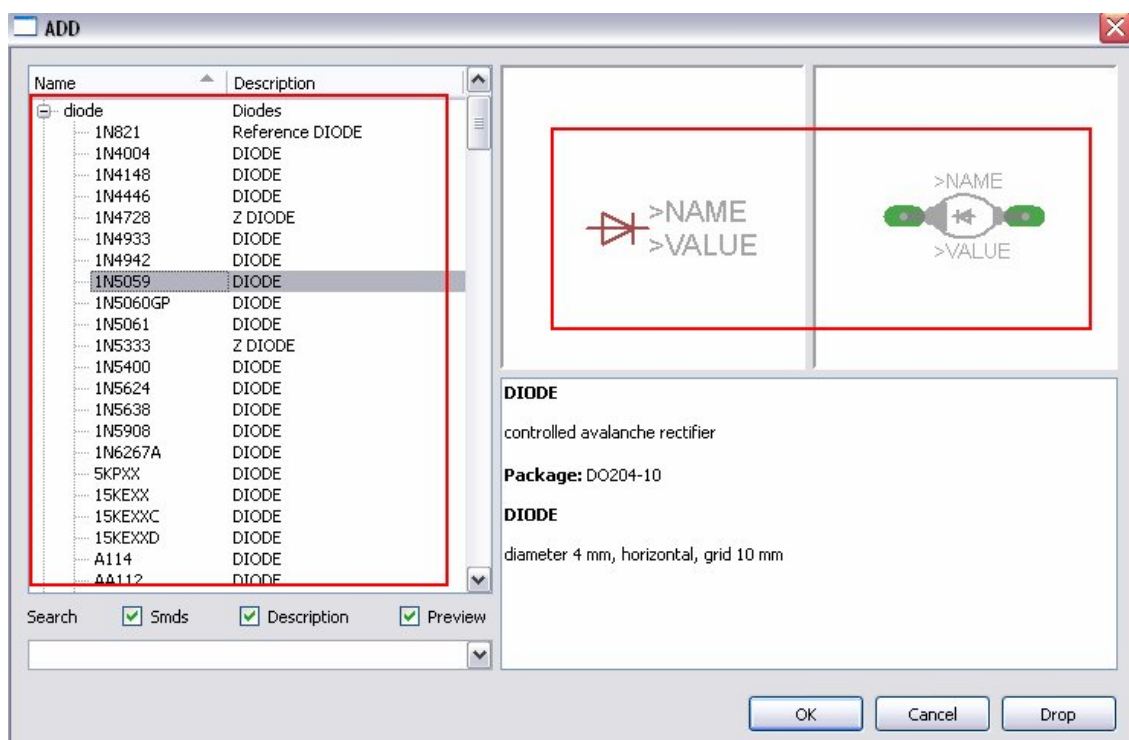 ADD
Name Description
diode Diodes
1N821 Reference DIODE
1N4004 DIODE
1N4148 DIODE
1N4446 DIODE
1N4728 Z DIODE
1N4933 DIODE
1N4942 DIODE
1N5059 DIODE
1N5060GP DIODE
1N5061 DIODE
1N5333 Z DIODE
1N5400 DIODE
1N5624 DIODE
1N5638 DIODE
1N5908 DIODE
1N6267A DIODE
5KPXX DIODE
15KEXX DIODE
15KEXXC DIODE
15KEXXD DIODE
A114 DIODE
AA112 DIODE
Search Smds Description Preview
>NAME
>VALUE
>NAME
>VALUE
DIODE
controlled avalanche rectifier
Package: DO204-10
DIODE
diameter 4 mm, horizontal, grid 10 mm
OK Cancel Drop